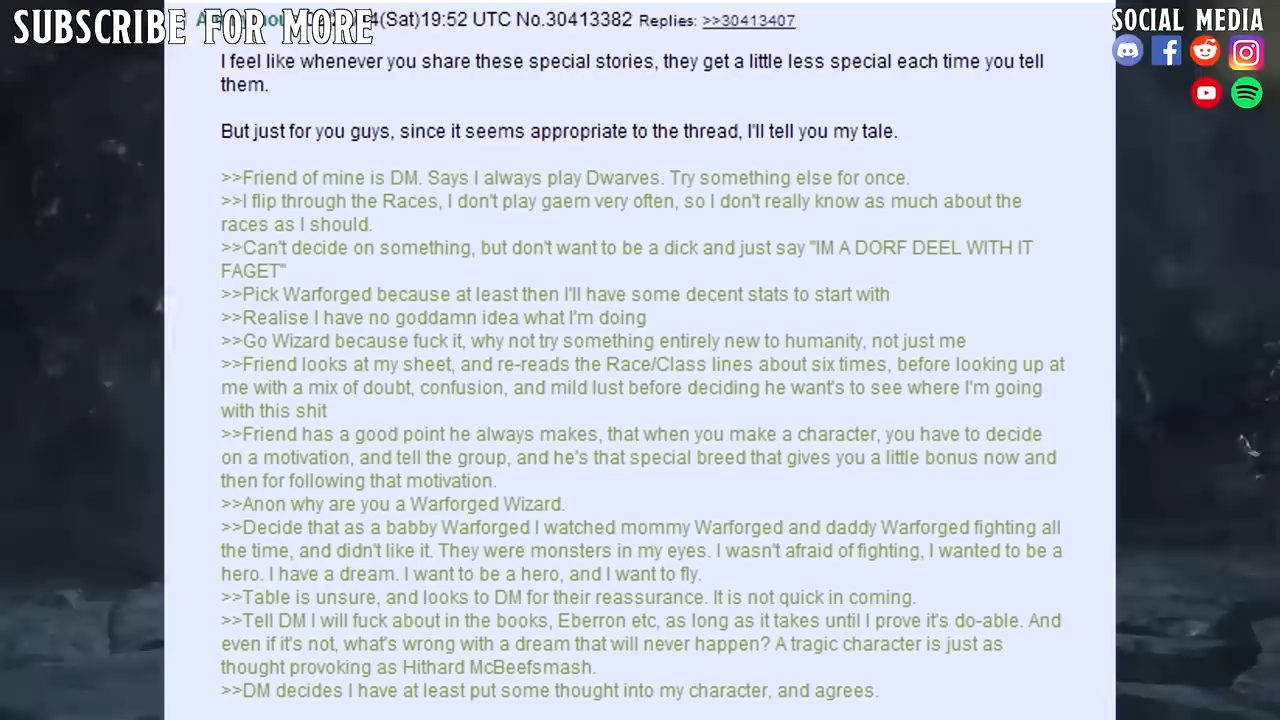 SUBSCRIBE FOR MORE
4(Sat)19:52 UTC No.30413382 Replies: >>30413407
SOCIAL MEDIA
I feel like whenever you share these special stories, they get a little less special each time you tell
them.
But just for you guys, since it seems appropriate to the thread, I'll tell you my tale.
>>Friend of mine is DM. Says I always play Dwarves. Try something else for once.
>>I flip through the Races, I don't play gaem very often, so I don't really know as much about the
races as I should.
>>Can't decide on something, but don't want to be a dick and just say "IM A DORF DEEL WITH IT
FAGET"
>>Pick Warforged because at least then I'll have some decent stats to start with
>>Realise I have no goddamn idea what I'm doing
>>Go Wizard because fuck it, why not try something entirely new to humanity, not just me
>>Friend looks at my sheet, and re-reads the Race/Class lines about six times, before looking up at
me with a mix of doubt, confusion, and mild lust before deciding he want's to see where I'm going
with this shit
>>Friend has a good point he always makes, that when you make a character, you have to decide
on a motivation, and tell the group, and he's that special breed that gives you a little bonus now and
then for following that motivation.
>>Anon why are you a Warforged Wizard.
>>Decide that as a babby Warforged I watched mommy Warforged and daddy Warforged fighting all
the time, and didn't like it. They were monsters in my eyes. I wasn't afraid of fighting, I wanted to be a
hero. I have a dream. I want to be a hero, and I want to fly.
>>Table is unsure, and looks to DM for their reassurance. It is not quick in coming.
>>Tell DM I will fuck about in the books, Eberron etc, as long as it takes until I prove it's do-able. And
even if it's not, what's wrong with a dream that will never happen? A tragic character is just as
thought provoking as Hithard McBeefsmash.
>>DM decides I have at least put some thought into my character, and agrees.